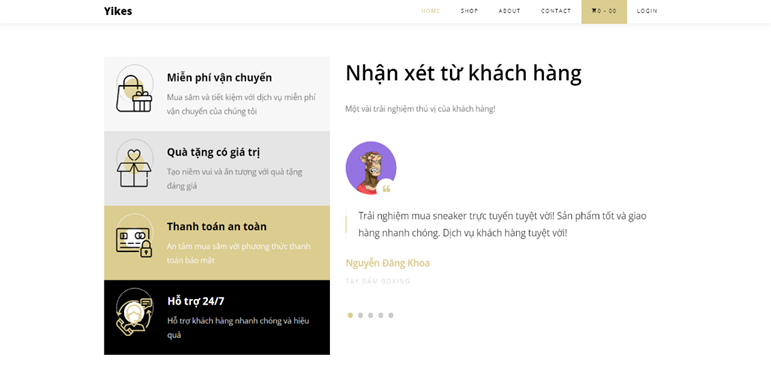 Yikes
HOME SHOP ABOUT CONTACT 0 - 00 LOGIN
Miễn phí vận chuyển
Mua sắm và tiết kiệm với dịch vụ miễn phí
vận chuyển của chúng tôi
Quà tặng có giá trị
Tạo niềm vui và ấn tượng với quà tặng
đáng giá
Thanh toán an toàn
An tâm mua sắm với phương thức thanh
toán bảo mật
Hỗ trợ 24/7
Hỗ trợ khách hàng nhanh chóng và hiệu
quả
Nhận xét từ khách hàng
Một vài trải nghiệm thú vị của khách hàng!
Trải nghiệm mua sneaker trực tuyến tuyệt vời! Sản phẩm tốt và giao
hàng nhanh chóng. Dịch vụ khách hàng tuyệt vời!
Nguyễn Đăng Khoa
TAY ĐẤM BOXING